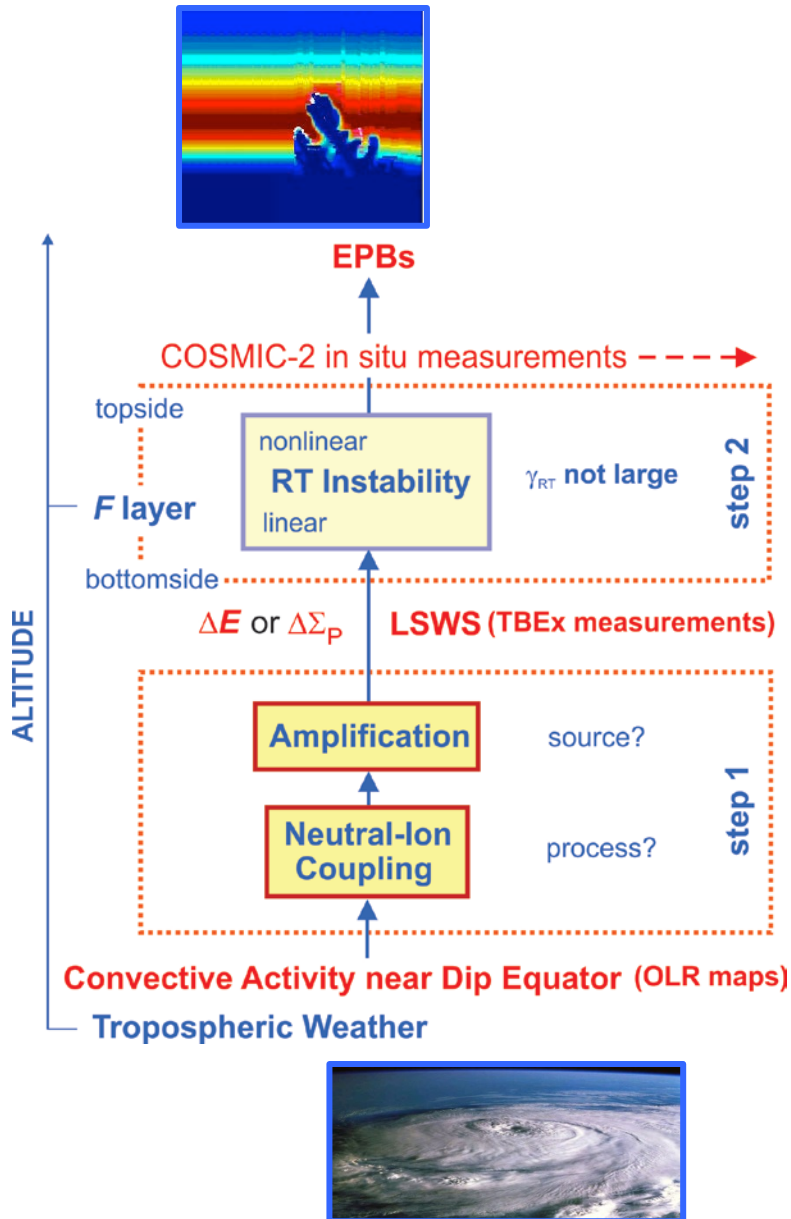 EPBs
COSMIC-2 in situ measurements
topside
nonlinear
RT Instability
linear
γRT not large
step 2
F layer
bottomside
ΔE or ΔΣP
LSWS (TBEx measurements)
ALTITUDE
Amplification
source?
step 1
Neutral-Ion
Coupling
process?
Convective Activity near Dip Equator (OLR maps)
Tropospheric Weather